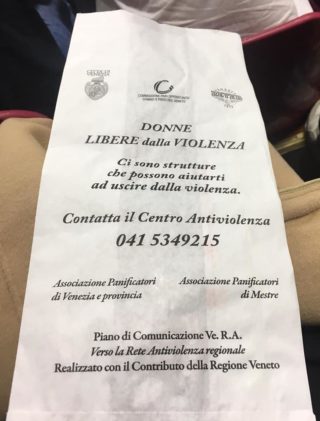 DONNE
LIBERE dalla VIOLENZA
Ci sono strutture
che possono aiutarti
ad uscire dalla violenza.
Contatta il Centro Antiviolenza
041 5349215
Associazione Panificatori
di Venezia e provincia
Associazione Panificatori
di Mestre
Piano di Comunicazione Ve. R.A.
Verso la Rete Antiviolenza regionale
Realizzato con il Contributo della Regione Veneto